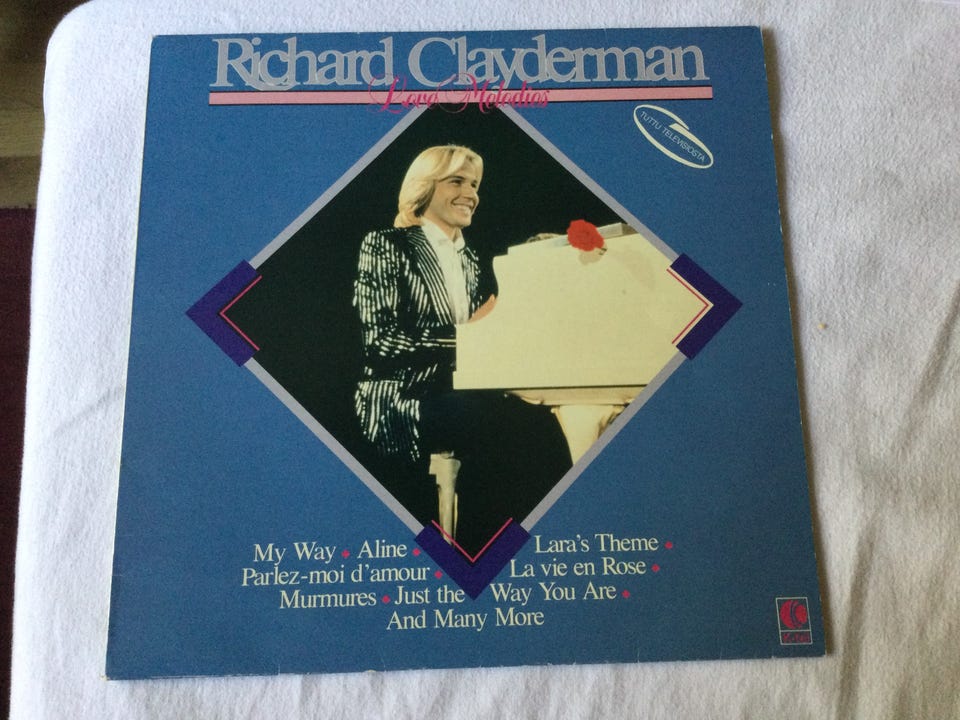 Richard Clayderman
Love Melodies
TUTTU TELEVISIOSTA
My Way • Aline •
Lara's Theme •
Parlez-moi d'amour •
La vie en Rose •
Murmures • Just the Way You Are •
And Many More
K-tel